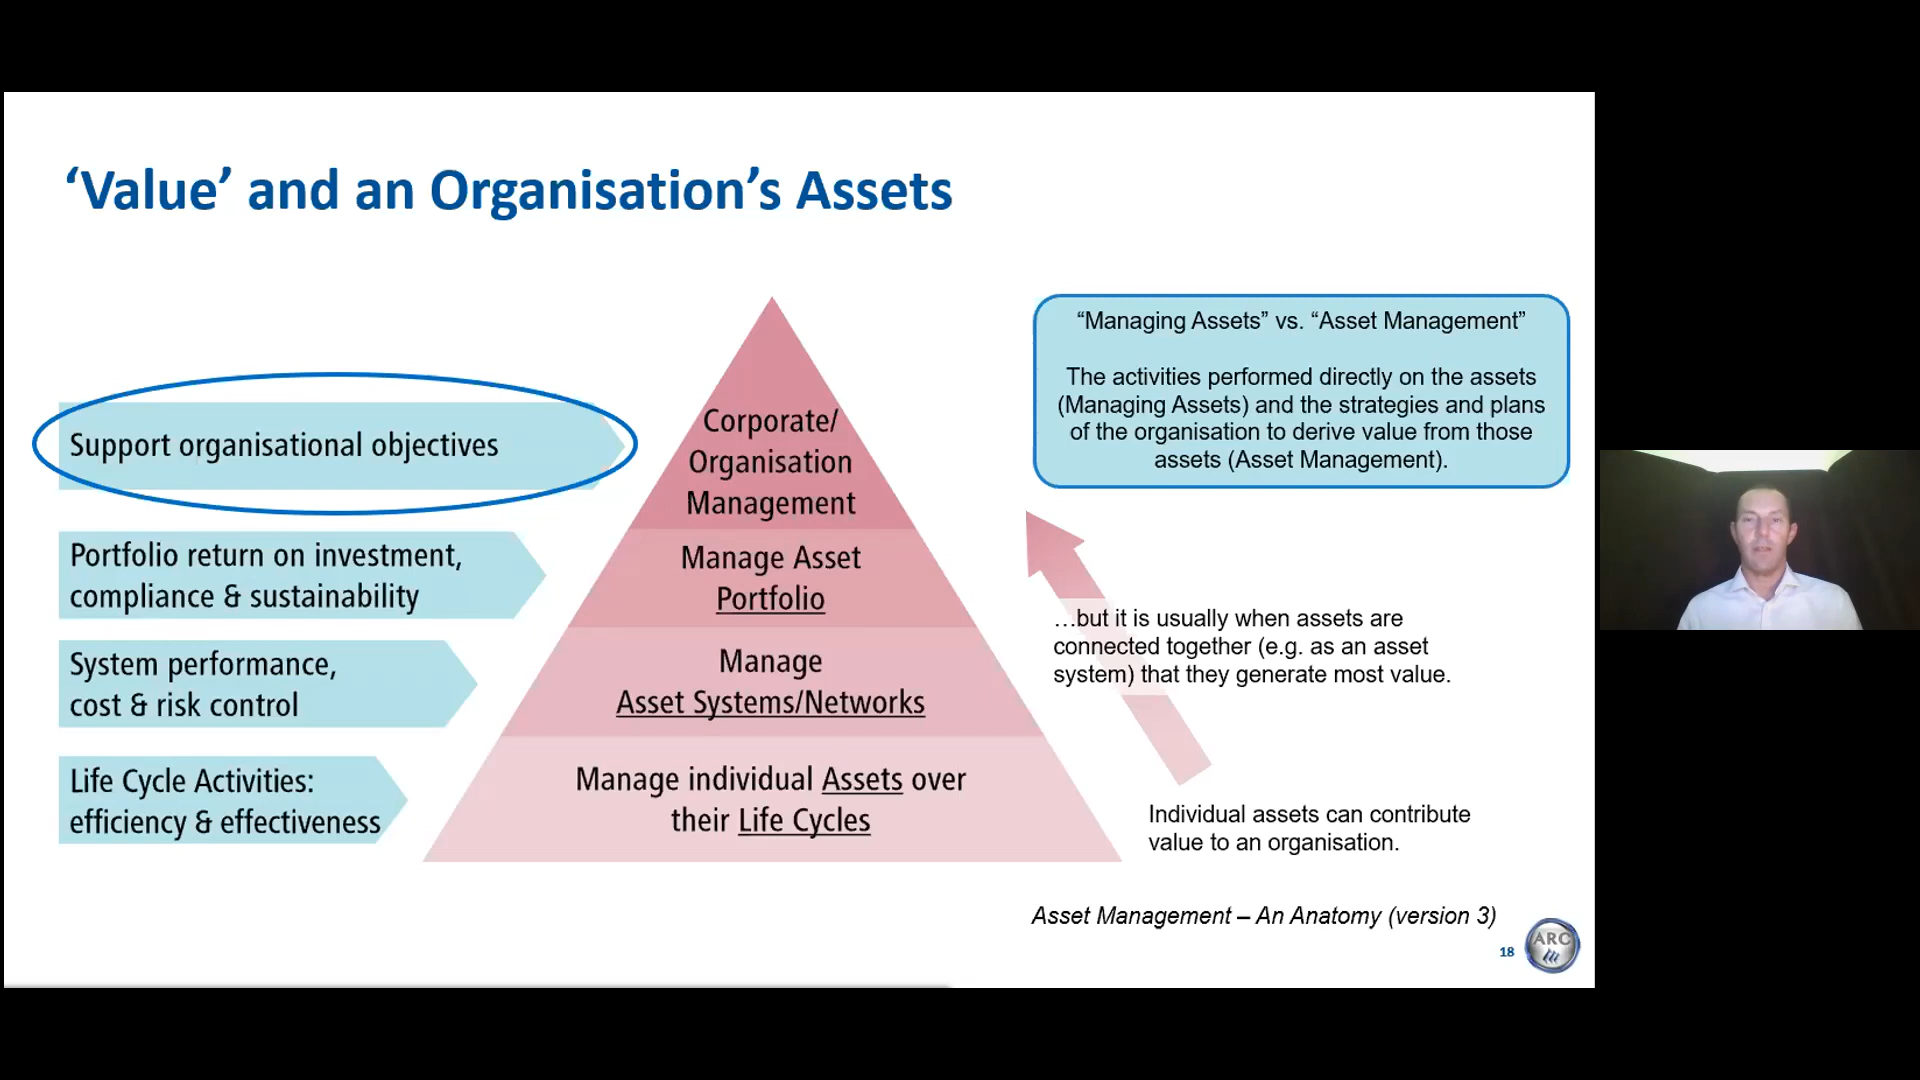 ‘Value’ and an Organisation’s Assets
Support organisational objectives
Portfolio return on investment,
compliance & sustainability
System performance,
cost & risk control
Life Cycle Activities:
efficiency & effectiveness
Corporate/
Organisation
Management
Manage Asset
Portfolio
Manage
Asset Systems/Networks
Manage individual Assets over
their Life Cycles
“Managing Assets” vs. “Asset Management”
The activities performed directly on the assets
(Managing Assets) and the strategies and plans
of the organisation to derive value from those
assets (Asset Management).
…but it is usually when assets are
connected together (e.g. as an asset
system) that they generate most value.
Individual assets can contribute
value to an organisation.
Asset Management – An Anatomy (version 3)
18
ARC